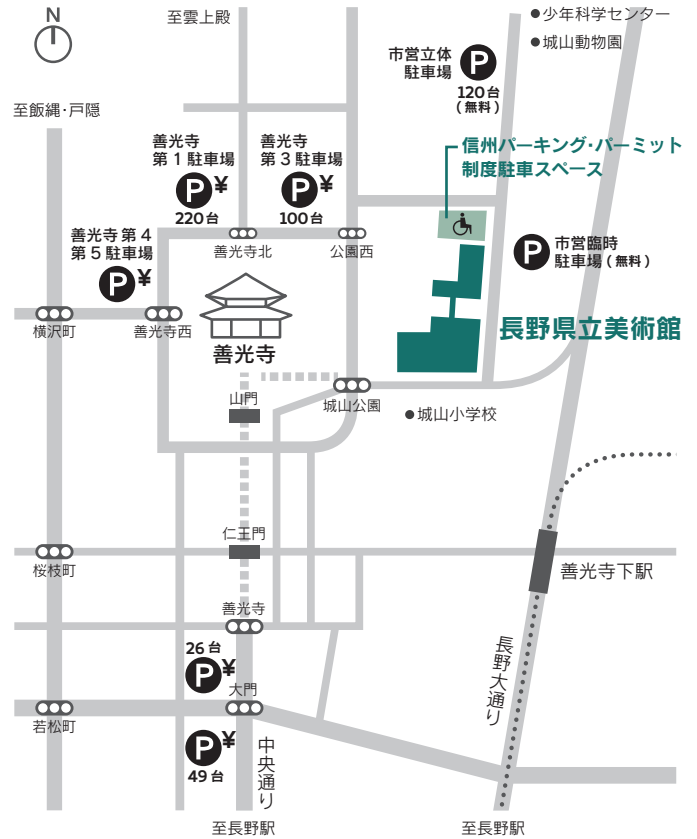 N
至雲上殿
●少年科学センター
●城山動物園
市営立体
駐車場
P
120台
(無料)
至飯縄・戸隠
信州パーキング・パーミット
制度駐車スペース
善光寺
第1駐車場
P¥
220台
善光寺
第3駐車場
P¥
100台
善光寺第4
第5駐車場
P¥
善光寺北
公園西
P
市営臨時
駐車場(無料)
横沢町
善光寺西
善光寺
長野県立美術館
山門
城山公園
●城山小学校
仁王門
桜枝町
善光寺下駅
善光寺
26台
P¥
大門
長野大通り
若松町
P¥
49台
中央通り
至長野駅
至長野駅